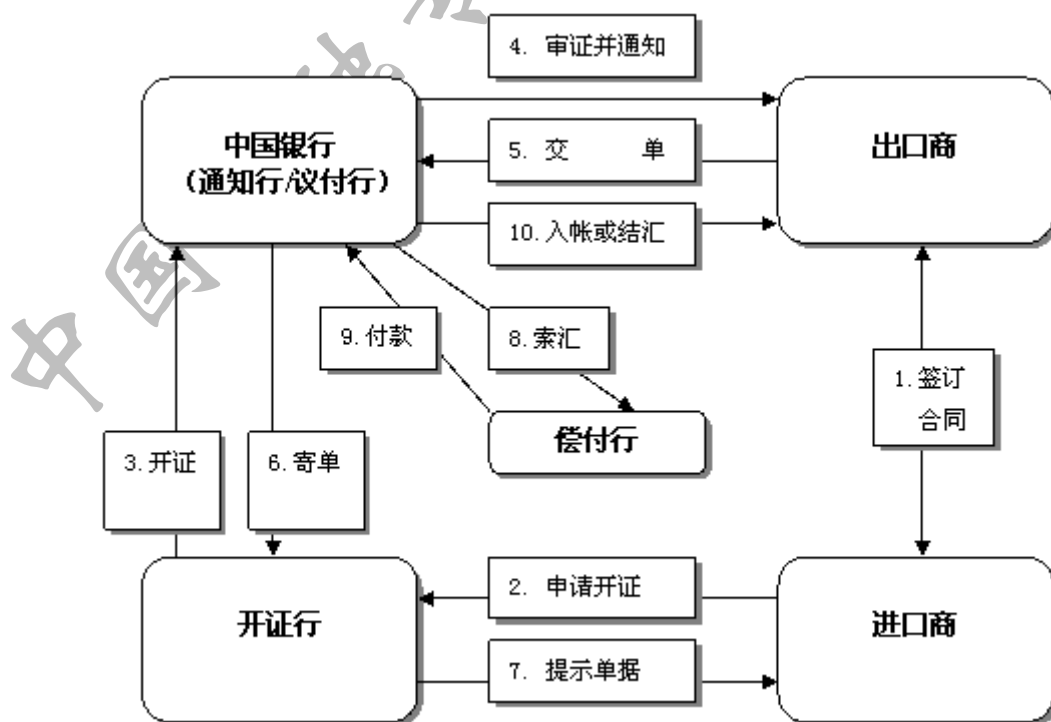 4. 审证并通知
中国银行
（通知行/议付行）
出口商
5. 交 单
10.入帐或结汇
9.付款
8.索汇
1.签订
合同
偿付行
3.开证
6.寄单
2. 申请开证
开证行
进口商
7. 提示单据
中国